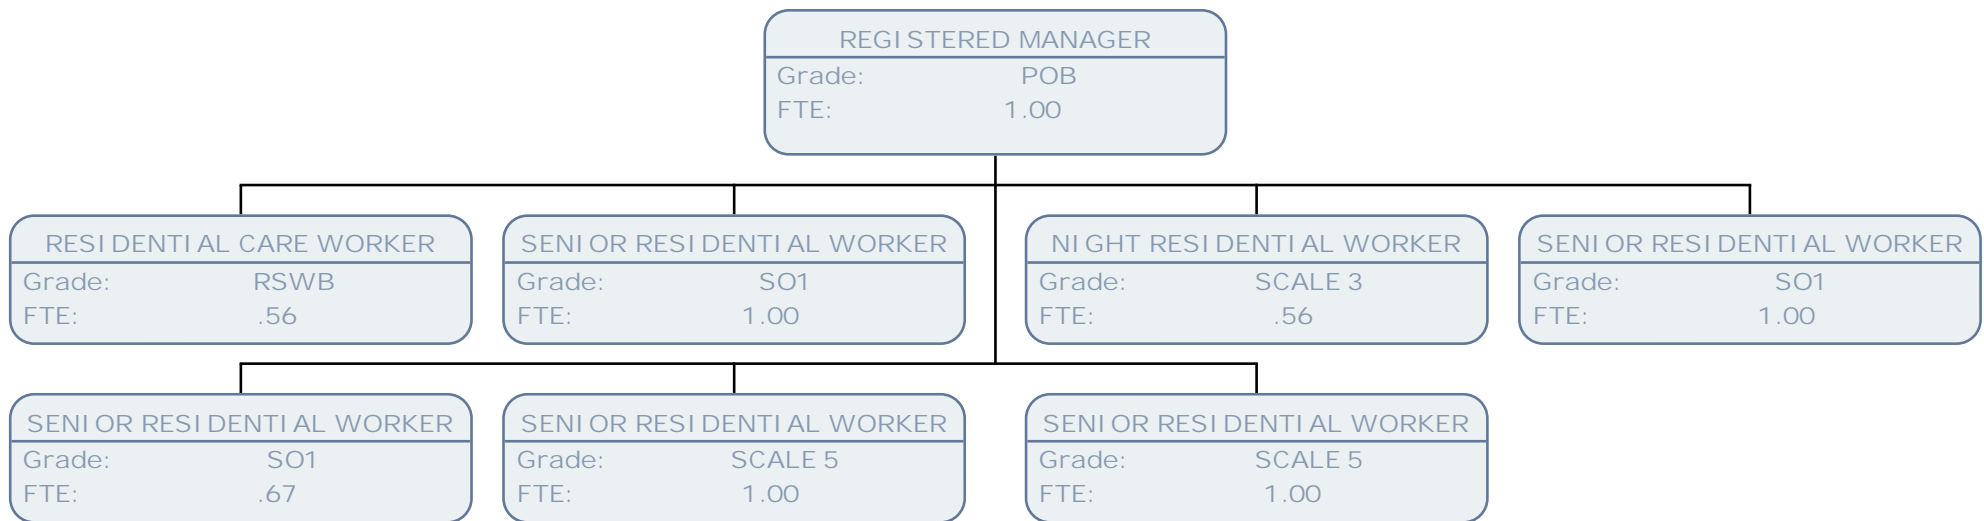 REGISTERED MANAGER
Grade: POB
FTE: 1.00
RESIDENTIAL CARE WORKER
Grade: RSWB
FTE: .56
SENIOR RESIDENTIAL WORKER
Grade: SO1
FTE: 1.00
NIGHT RESIDENTIAL WORKER
Grade: SCALE 3
FTE: .56
SENIOR RESIDENTIAL WORKER
Grade: SO1
FTE: 1.00
SENIOR RESIDENTIAL WORKER
Grade: SO1
FTE: .67
SENIOR RESIDENTIAL WORKER
Grade: SCALE 5
FTE: 1.00
SENIOR RESIDENTIAL WORKER
Grade: SCALE 5
FTE: 1.00